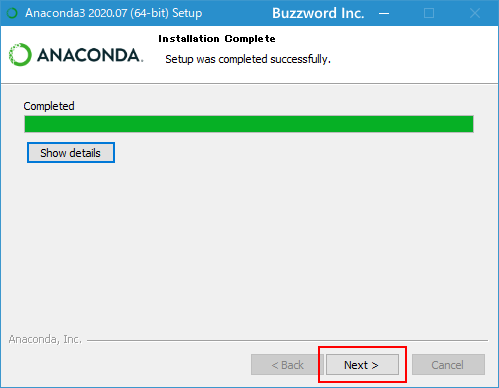 Anaconda3 2020.07 (64-bit) Setup Buzzword Inc.
ANACONDA.
Installation Complete
Setup was completed successfully.
Completed
Show details
Anaconda, Inc.
< Back Next > Cancel